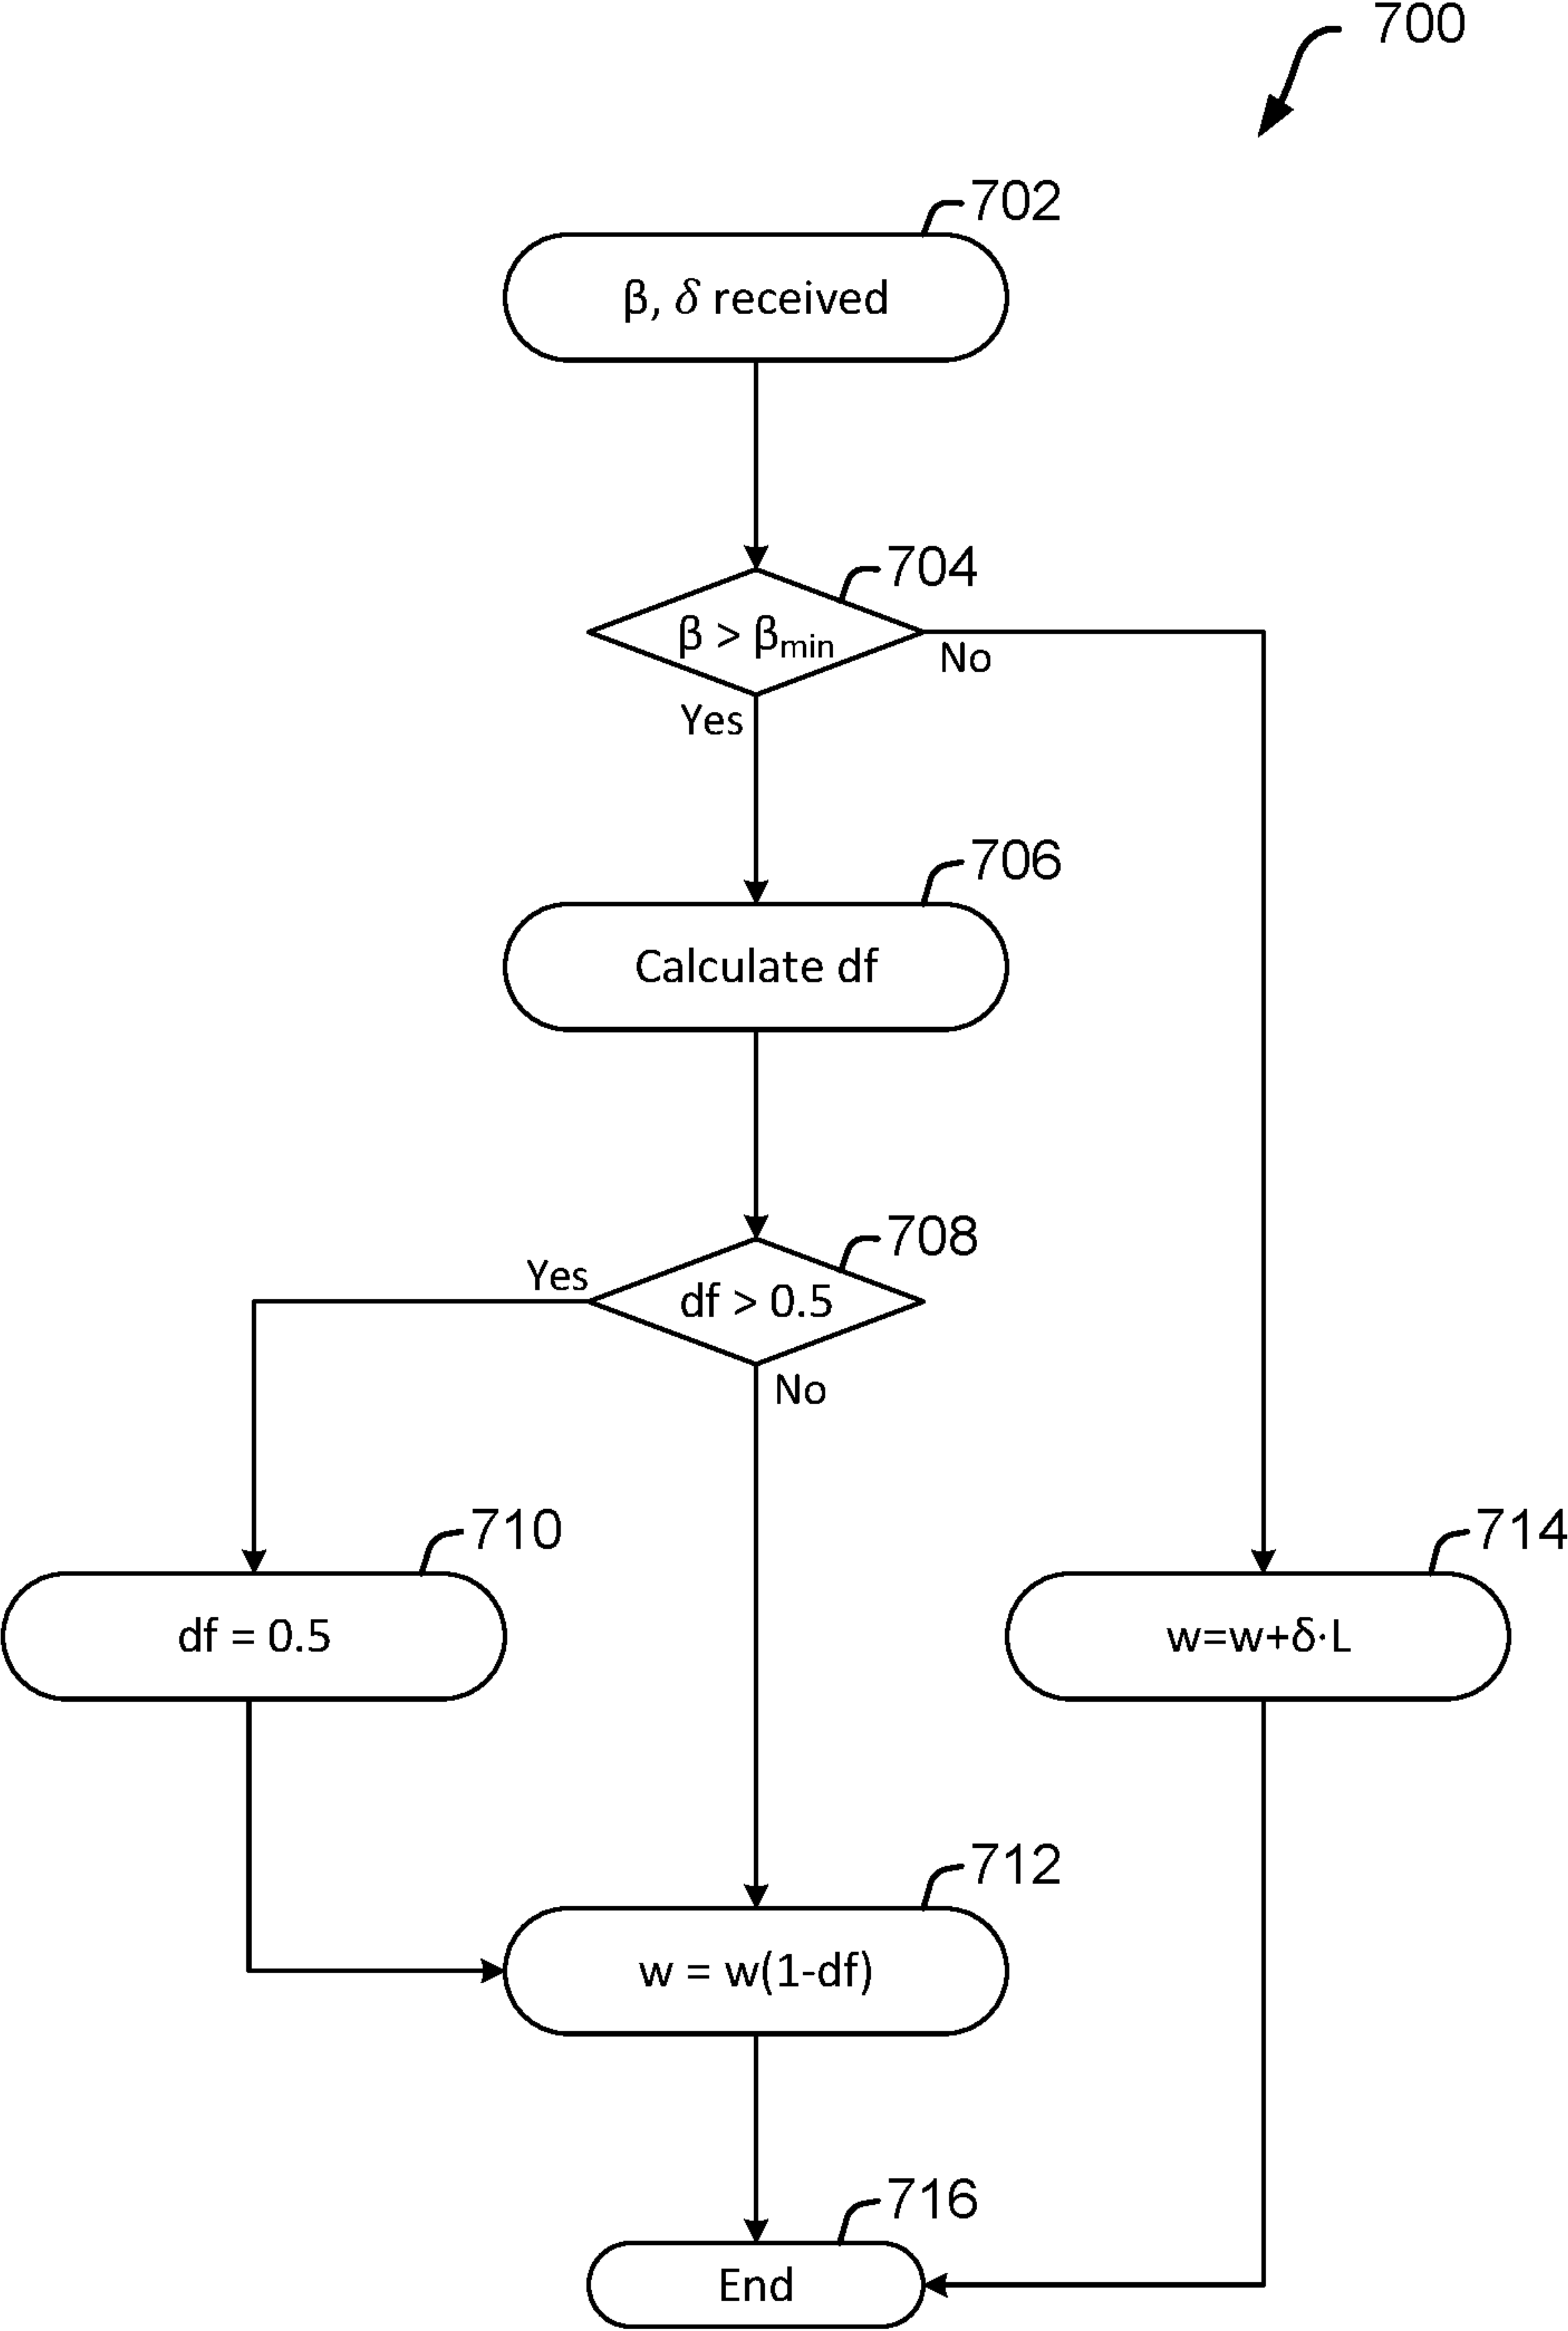 700
702
β, δ received
704
β > βmin
No
Yes
706
Calculate df
708
Yes
df > 0.5
No
710
714
df = 0.5
w=w+δ·L
712
w = w(1-df)
716
End